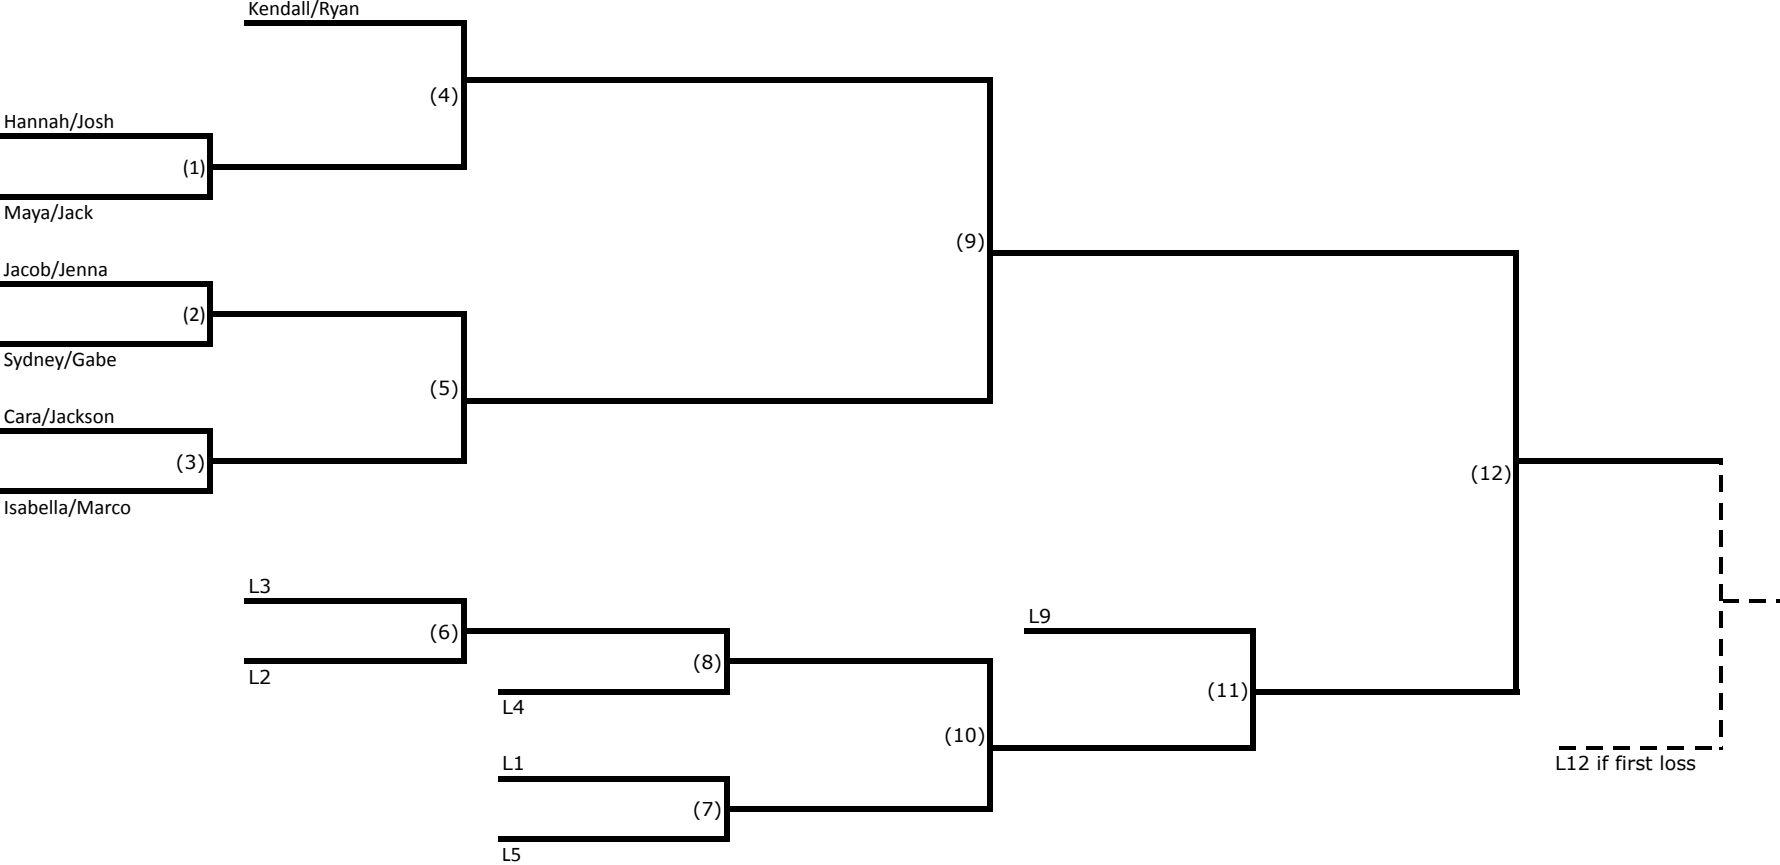 Kendall/Ryan
(4)
Hannah/Josh
(1)
Maya/Jack
(9)
Jacob/Jenna
(2)
Sydney/Gabe
(5)
Cara/Jackson
(3)
Isabella/Marco
(12)
L3
(6)
L2
L9
(8)
L4
(11)
(10)
L1
(7)
L5
L12 if first loss